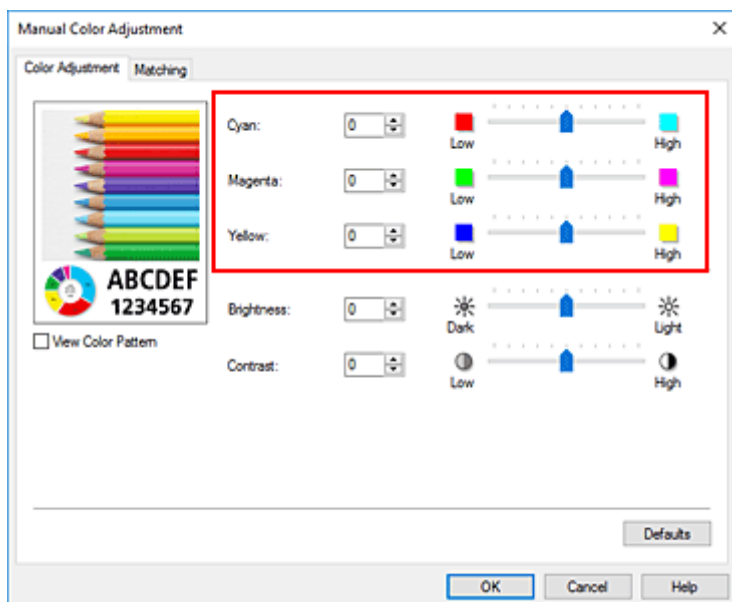 Manual Color Adjustment
Color Adjustment Matching
Cyan: 0 Low High
Magenta: 0 Low High
Yellow: 0 Low High
ABCDEF
1234567
Brightness: 0 Dark Light
View Color Pattern
Contrast: 0 Low High
Defaults
OK Cancel Help